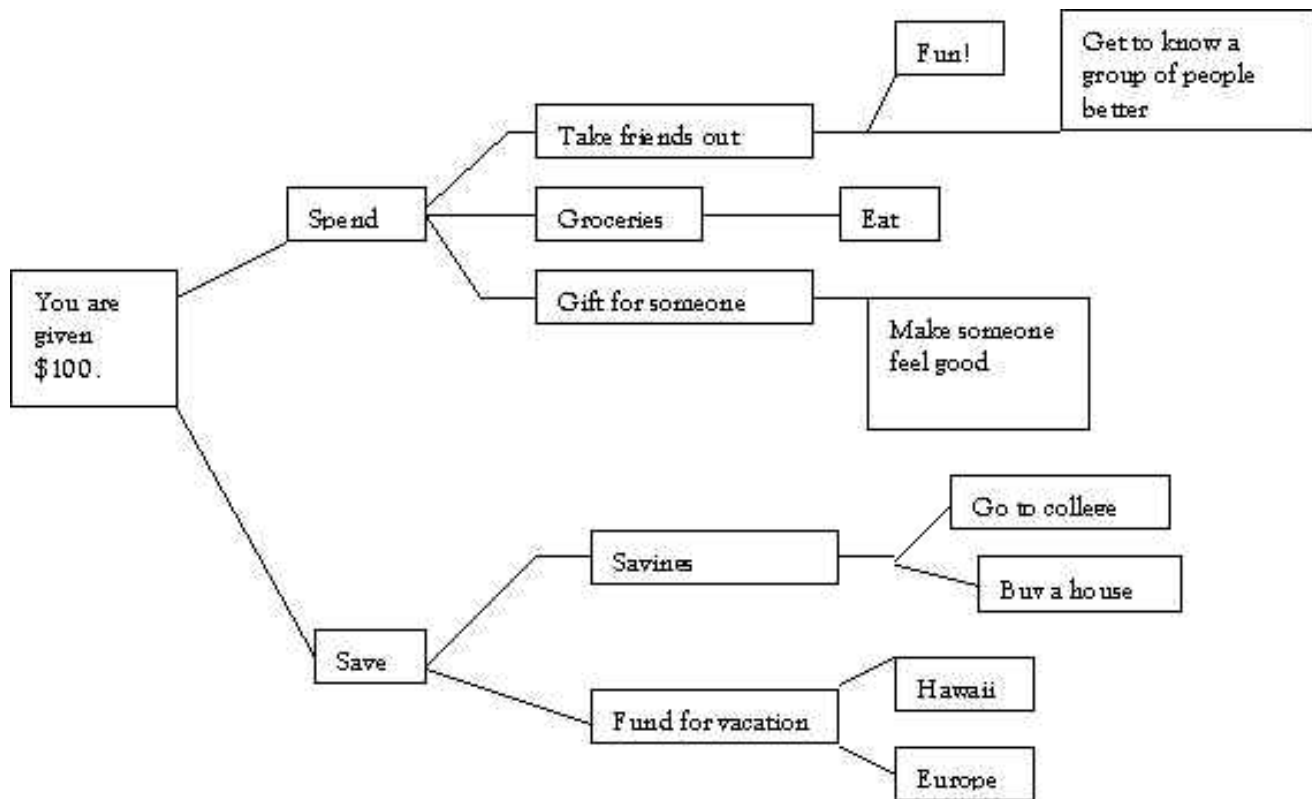 Fun!
Get to know a
group of people
better
Take friends out
Spend
Groceries
Eat
You are
given
$100.
Gift for someone
Make someone
feel good
Go to college
Savines
Buv a house
Save
Hawaii
Fund for vacation
Europe